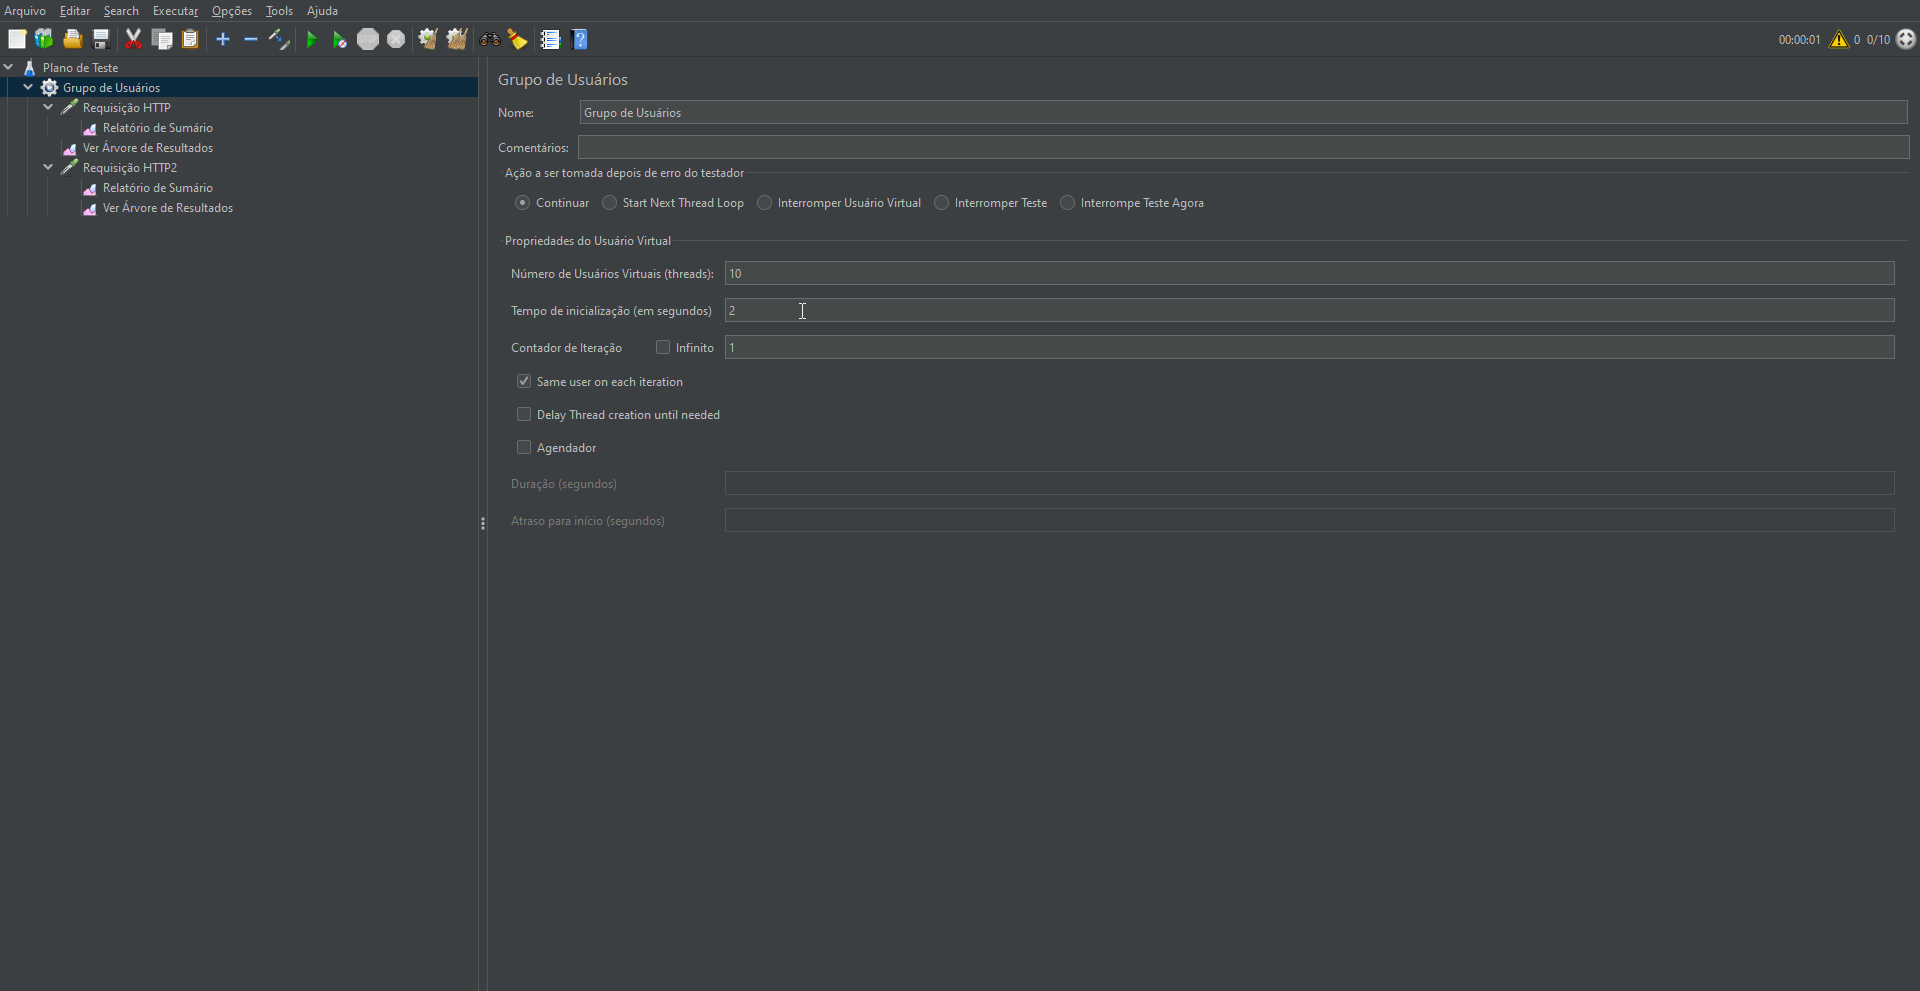 Arquivo Editar Search Executar Opções Tools Ajuda
00:00:01 0 0/10
Plano de Teste
Grupo de Usuários
Requisição HTTP
Relatório de Sumário
Ver Árvore de Resultados
Requisição HTTP2
Relatório de Sumário
Ver Árvore de Resultados
Grupo de Usuários
Nome: Grupo de Usuários
Comentários:
Ação a ser tomada depois de erro do testador
Continuar Start Next Thread Loop Interromper Usuário Virtual Interromper Teste Interrompe Teste Agora
Propriedades do Usuário Virtual
Número de Usuários Virtuais (threads): 10
Tempo de inicialização (em segundos) 2
Contador de Iteração Infinito 1
Same user on each iteration
Delay Thread creation until needed
Agendador
Duração (segundos)
Atraso para início (segundos)